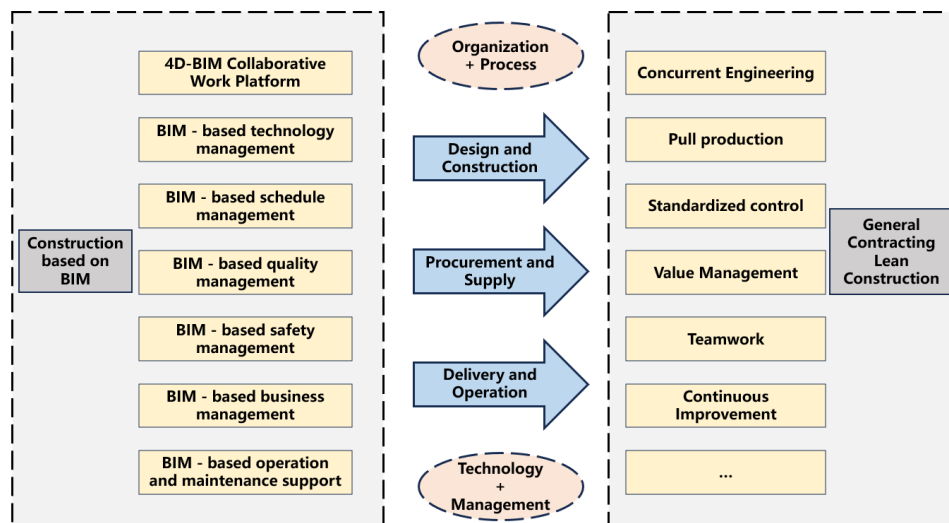 Construction
based on
BIM
4D-BIM Collaborative
Work Platform
BIM - based technology
management
BIM - based schedule
management
BIM - based quality
management
BIM - based safety
management
BIM - based business
management
BIM - based operation
and maintenance support
Organization
+ Process
Design and
Construction
Procurement and
Supply
Delivery and
Operation
Technology
+
Management
Concurrent Engineering
Pull production
Standardized control
Value Management
Teamwork
Continuous
Improvement
...
General
Contracting
Lean
Construction